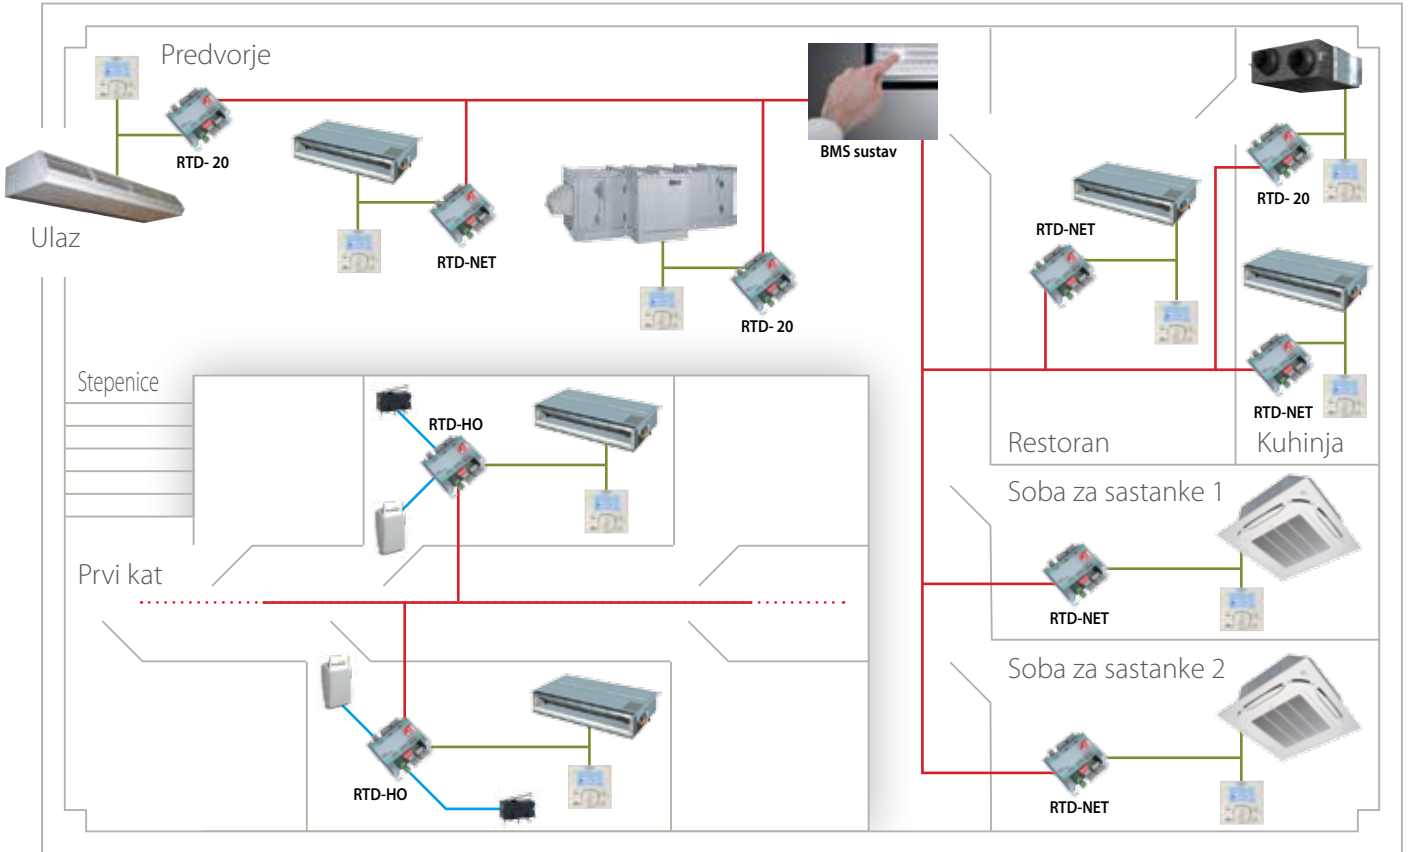 Predvorje
RTD- 20
BMS sustav
RTD- 20
RTD-NET
Ulaz
RTD-NET
RTD- 20
Stepenice
RTD-HO
RTD-NET
Restoran
Kuhinja
Soba za sastanke 1
Prvi kat
RTD-NET
Soba za sastanke 2
RTD-HO
RTD-NET